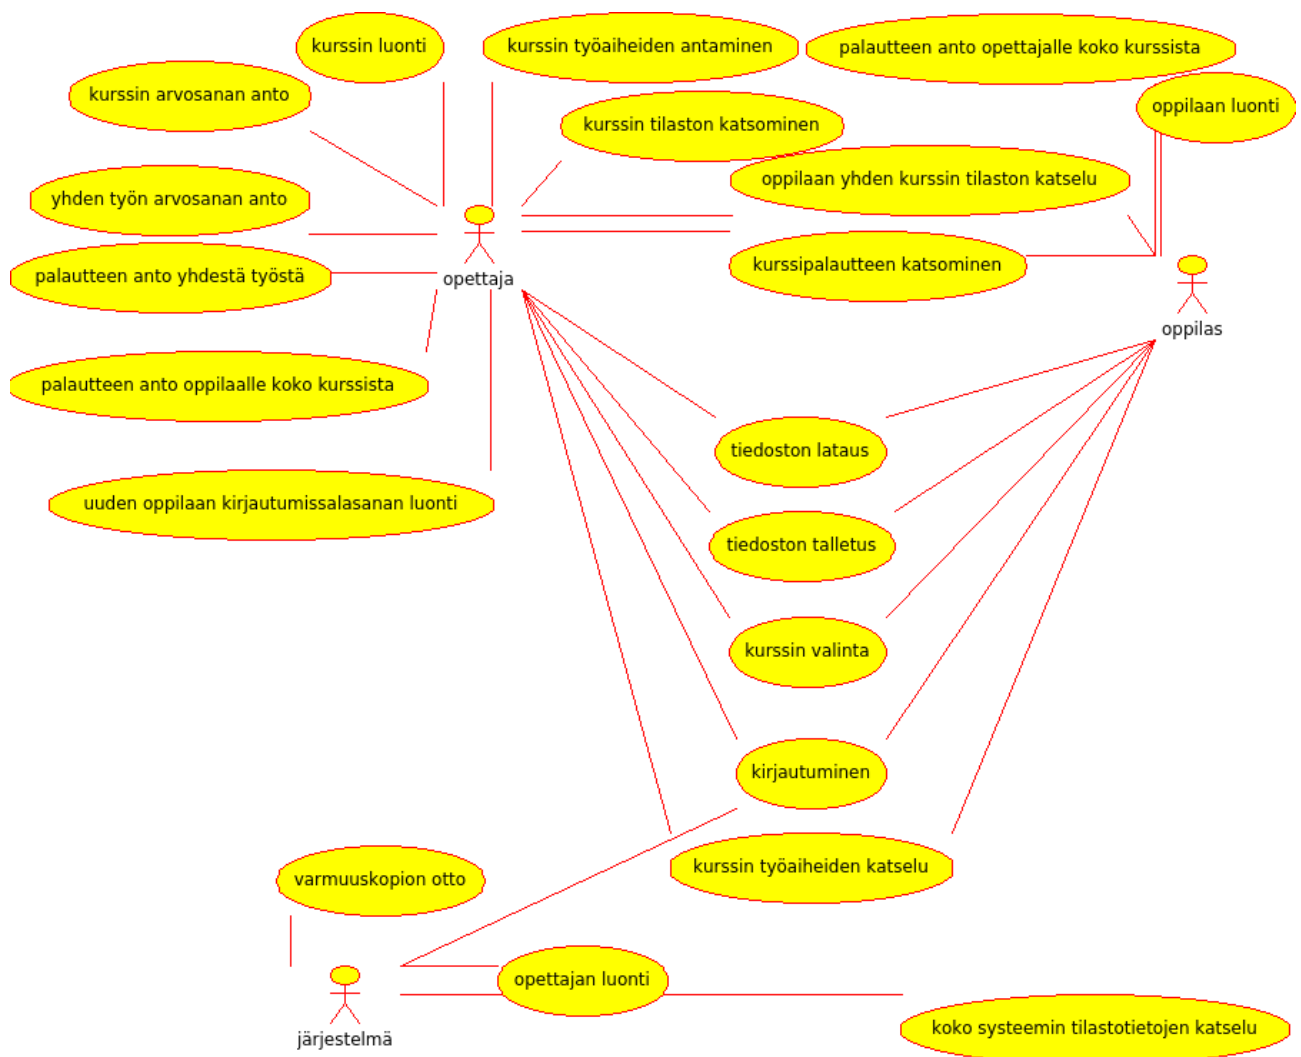 kurssin luonti
kurssin työaiheiden antaminen
palautteen anto opettajalle koko kurssista
kurssin arvosanan anto
oppilaan luonti
kurssin tilaston katsominen
oppilaan yhden kurssin tilaston katselu
yhden työn arvosanan anto
kurssipalautteen katsominen
palautteen anto yhdestä työstä
opettaja
oppilas
palautteen anto oppilaalle koko kurssista
tiedoston lataus
uuden oppilaan kirjautumissalasanan luonti
tiedoston talletus
kurssin valinta
kirjautuminen
kurssin työaiheiden katselu
varmuuskopion otto
opettajan luonti
koko systeemin tilastotietojen katselu
järjestelmä